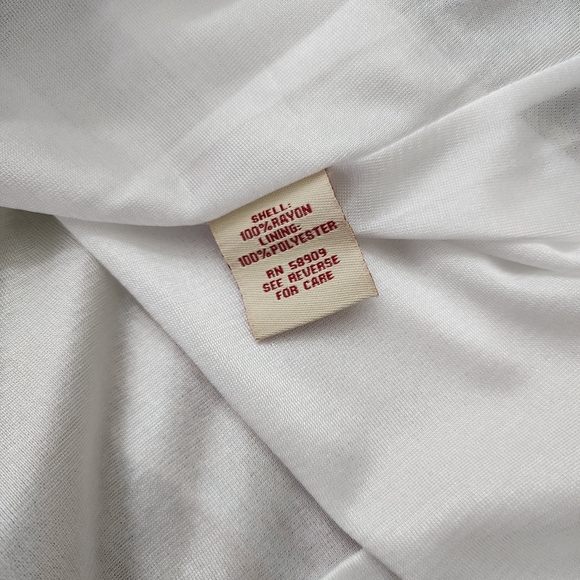 SHELL:
100%RAYON
LINING:
100%POLYESTER
RN 58909
SEE REVERSE
FOR CARE